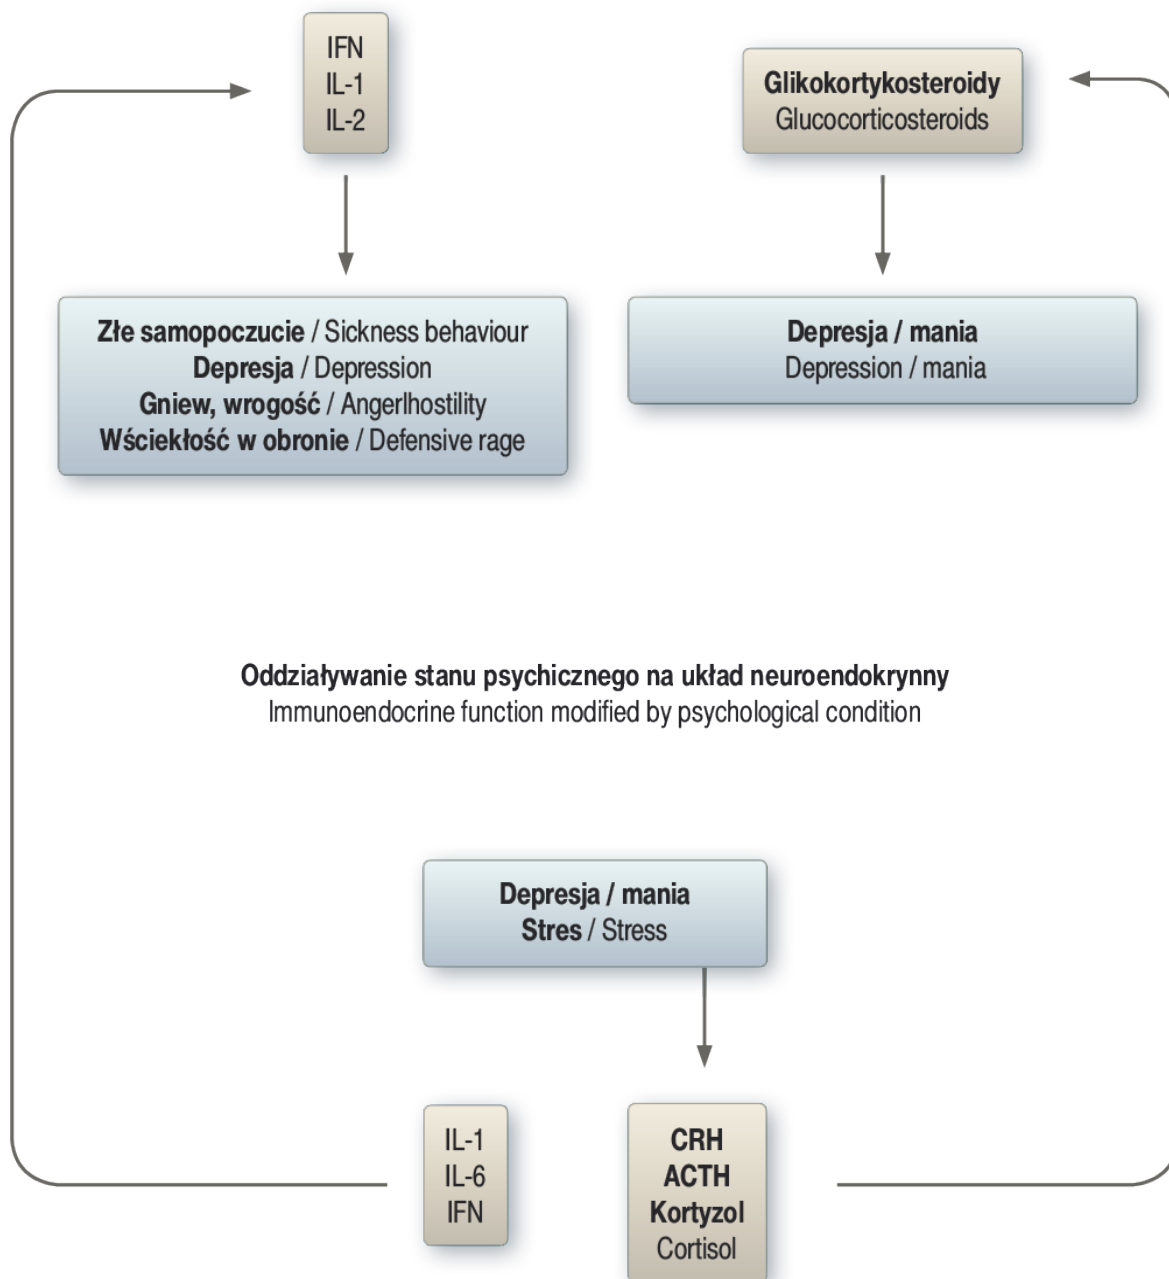 IFN
IL-1
IL-2
Glikokortykosteroidy
Glucocorticosteroids
Złe samopoczucie / Sickness behaviour
Depresja / Depression
Gniew, wrogość / Angerlhostility
Wściekłość w obronie / Defensive rage
Depresja / mania
Depression / mania
Oddziaływanie stanu psychicznego na układ neuroendokrynny
Immunoendocrine function modified by psychological condition
Depresja / mania
Stres / Stress
IL-1
IL-6
IFN
CRH
ACTH
Kortyzol
Cortisol